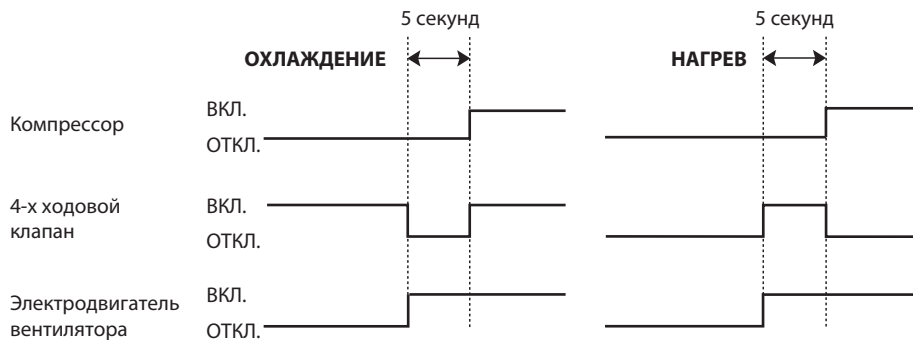 5 секунд 5 секунд
ОХЛАЖДЕНИЕ НАГРЕВ
Компрессор
ВКЛ.
ОТКЛ.
4-х ходовой
клапан
ВКЛ.
ОТКЛ.
Электродвигатель
вентилятора
ВКЛ.
ОТКЛ.